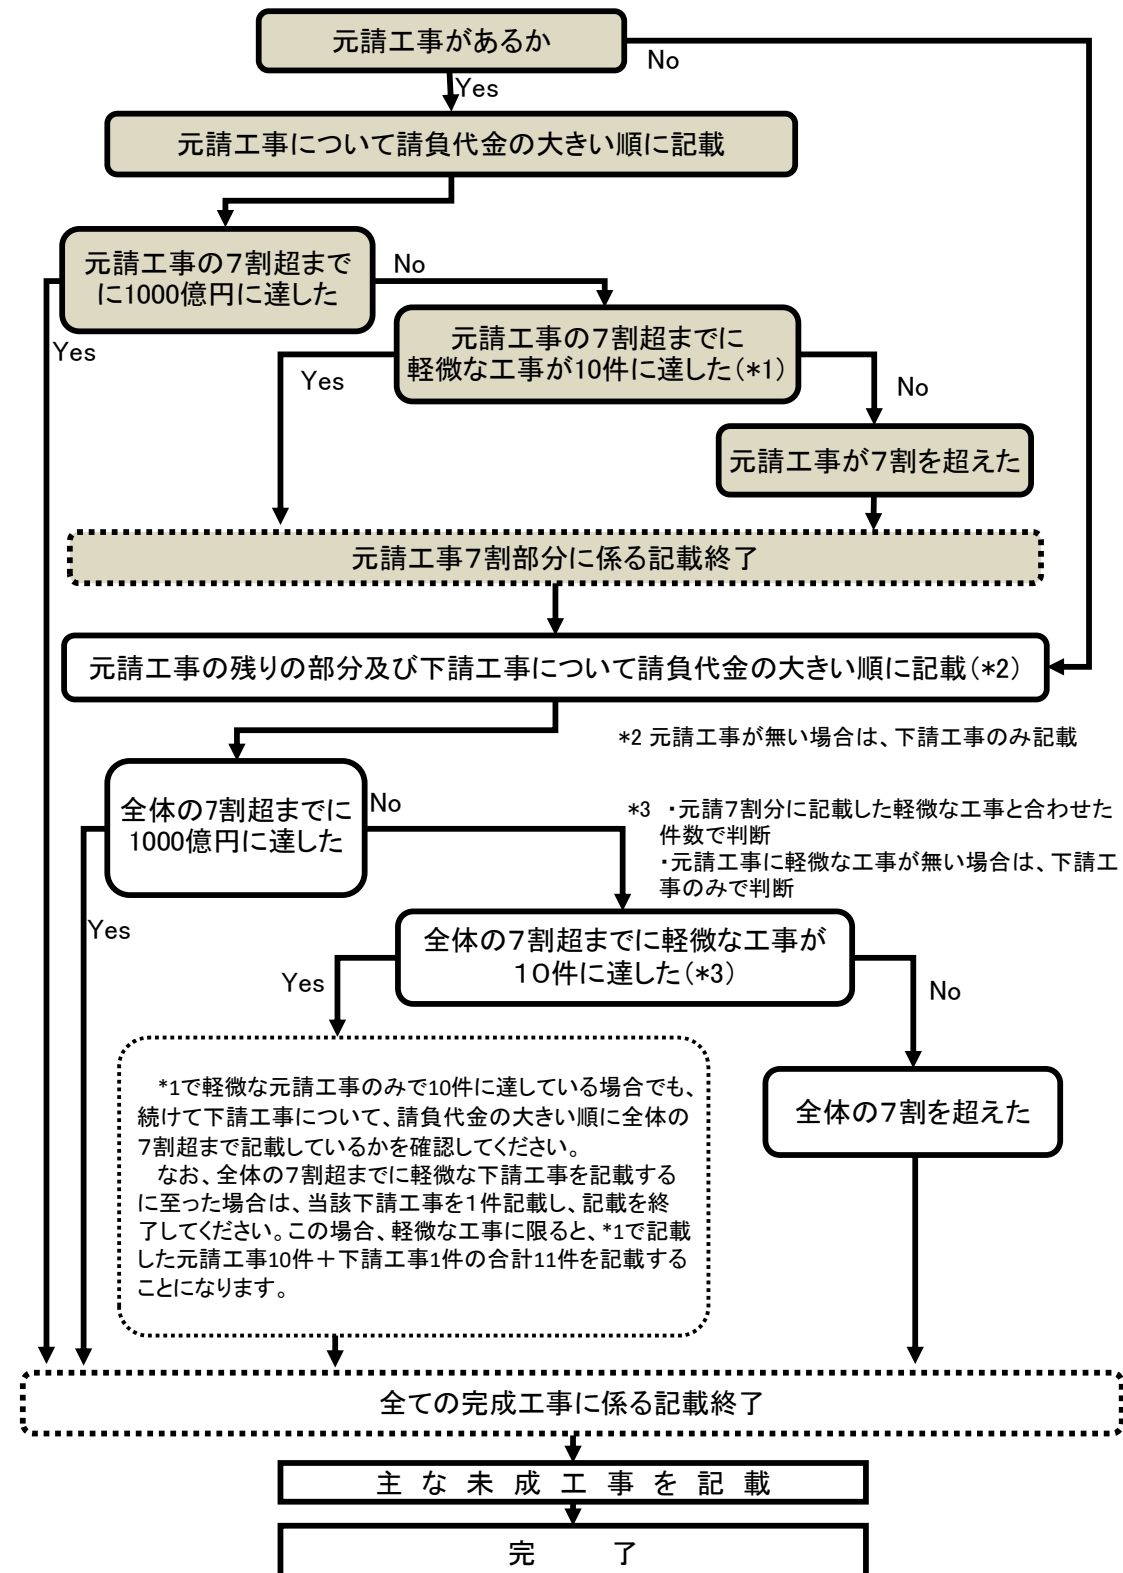 元請工事があるか
No
Yes
元請工事について請負代金の大きい順に記載
元請工事の７割超まで
に1000億円に達した
No
Yes
元請工事の７割超までに
軽微な工事が10件に達した（*1）
Yes
No
元請工事が７割を超えた
元請工事７割部分に係る記載終了
元請工事の残りの部分及び下請工事について請負代金の大きい順に記載（*2）
*2 元請工事が無い場合は、下請工事のみ記載
全体の7割超までに
1000億円に達した
No
Yes
*3　・元請７割分に記載した軽微な工事と合わせた
件数で判断
・元請工事に軽微な工事が無い場合は、下請工
事のみで判断
全体の７割超までに軽微な工事が
１０件に達した（*3）
Yes
No
*1で軽微な元請工事のみで10件に達している場合でも、
続けて下請工事について、請負代金の大きい順に全体の
７割超まで記載しているかを確認してください。
なお、全体の７割超までに軽微な下請工事を記載する
に至った場合は、当該下請工事を１件記載し、記載を終
了してください。この場合、軽微な工事に限ると、*1で記載
した元請工事10件＋下請工事1件の合計11件を記載する
ことになります。
全体の７割を超えた
全ての完成工事に係る記載終了
主 な 未 成 工 事 を 記 載
完　　了